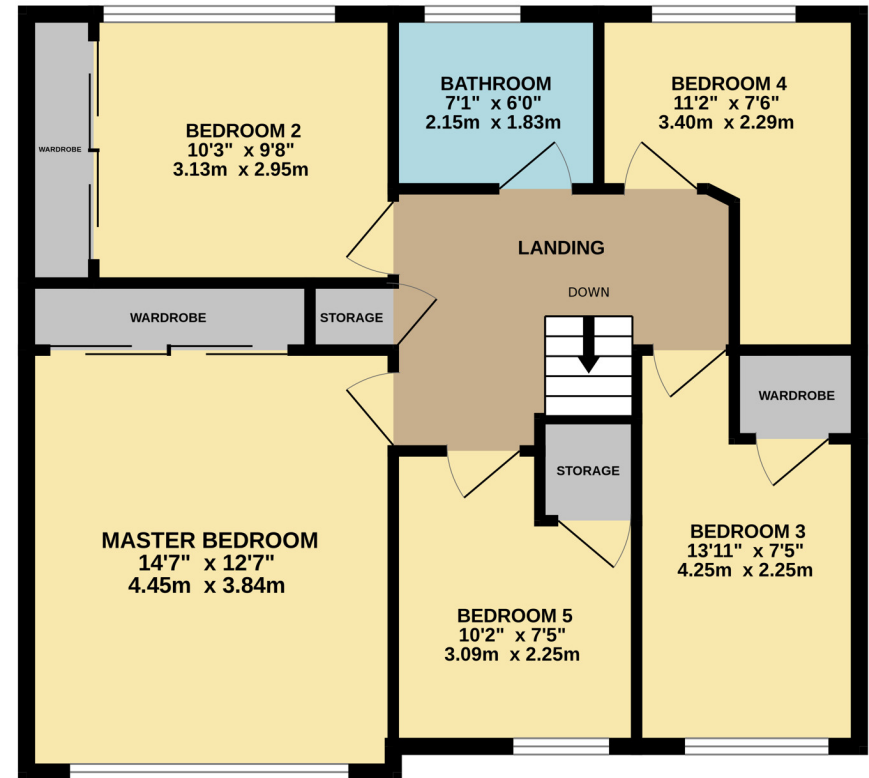 WARDROBE
BEDROOM 2
10'3" x 9'8"
3.13m x 2.95m
BATHROOM
7'1" x 6'0"
2.15m x 1.83m
BEDROOM 4
11'2" x 7'6"
3.40m x 2.29m
LANDING
DOWN
WARDROBE
STORAGE
WARDROBE
STORAGE
MASTER BEDROOM
14'7" x 12'7"
4.45m x 3.84m
BEDROOM 3
13'11" x 7'5"
4.25m x 2.25m
BEDROOM 5
10'2" x 7'5"
3.09m x 2.25m